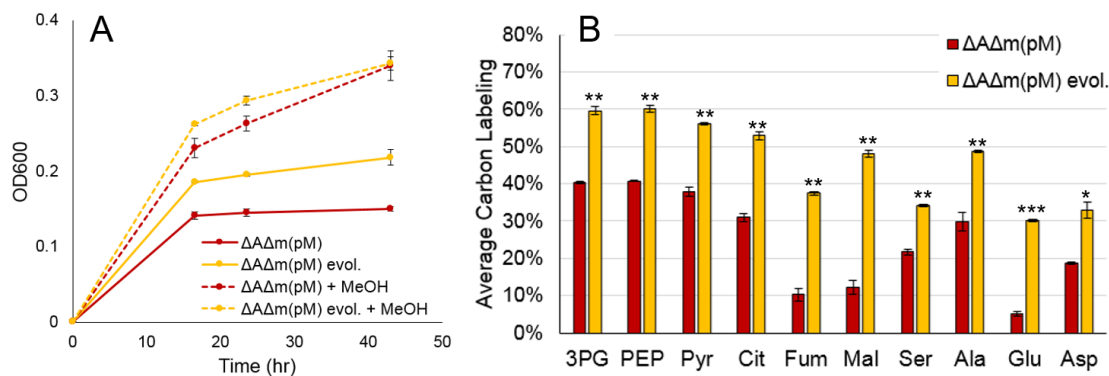 A
OD600
0.4
0.3
0.2
0.1
0
0 10 20 30 40 50
Time (hr)
ΔAΔm(pM)
ΔAΔm(pM) evol.
ΔAΔm(pM) + MeOH
ΔAΔm(pM) evol. + MeOH
B
Average Carbon Labeling
80%
70%
60%
50%
40%
30%
20%
10%
0%
ΔAΔm(pM)
ΔAΔm(pM) evol.
** ** ** ** ** ** ** ** *** *
3PG PEP Pyr Cit Fum Mal Ser Ala Glu Asp